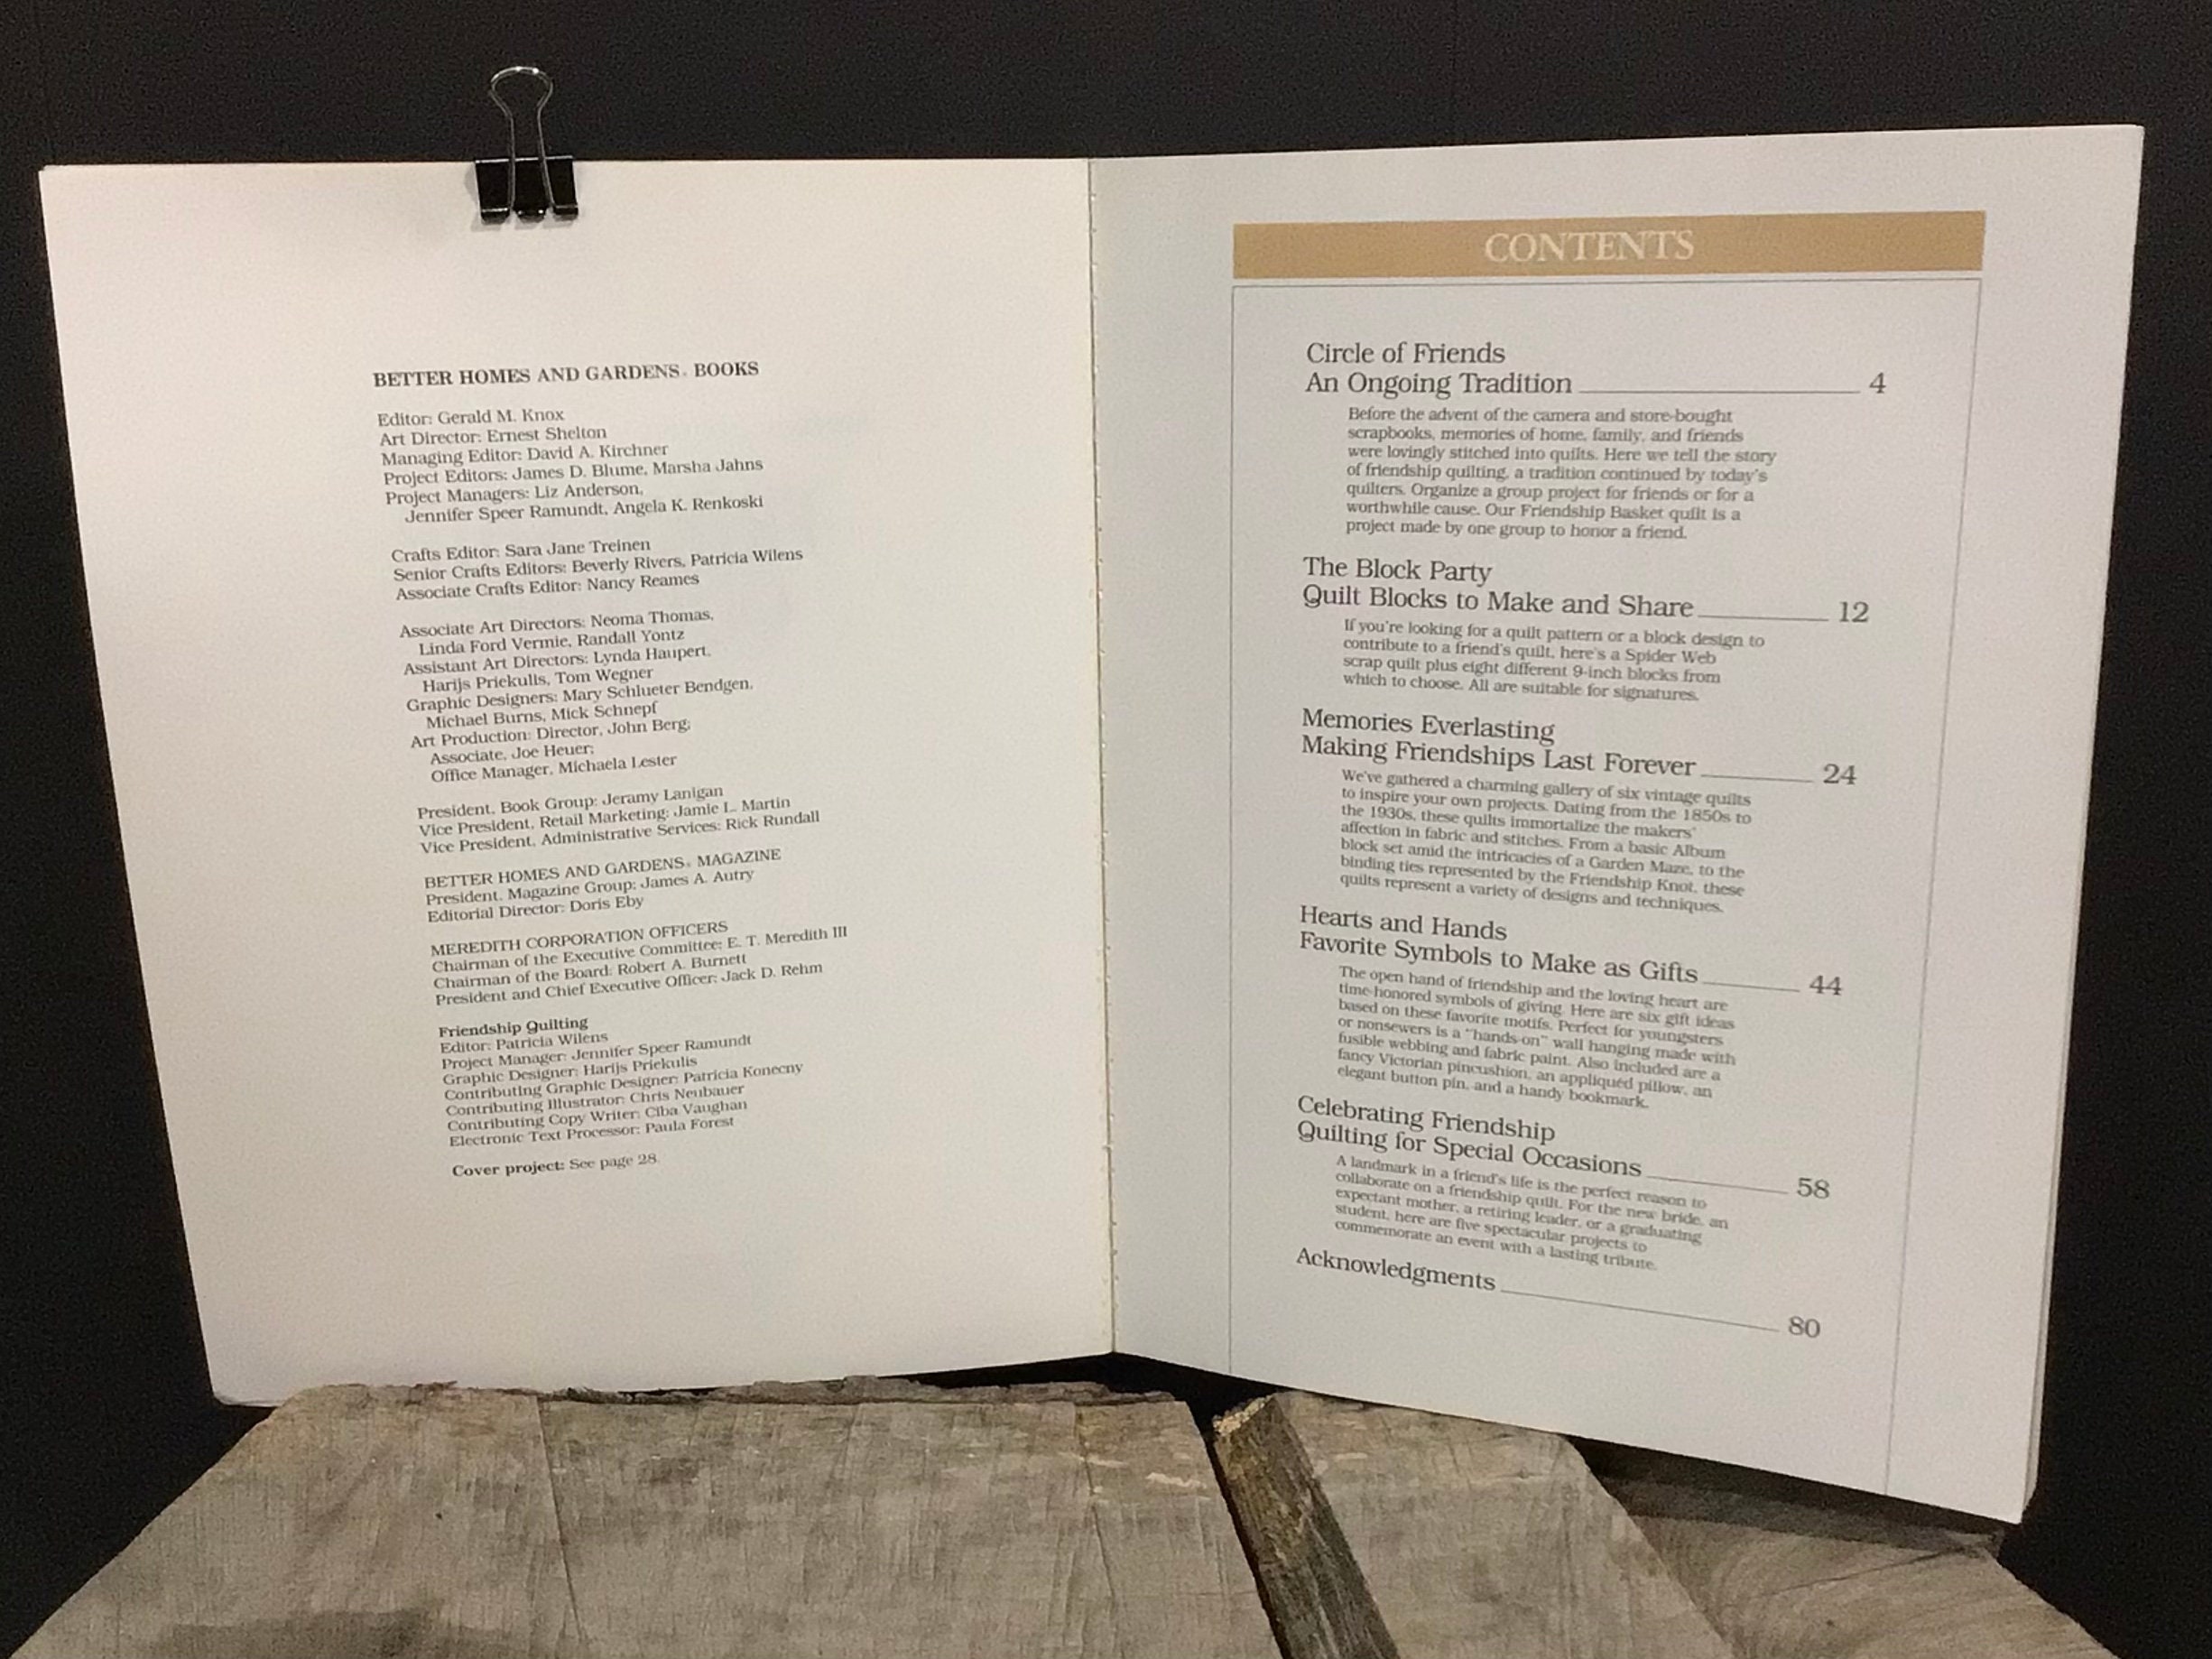 BETTER HOMES AND GARDENS® BOOKS
Editor: Gerald M. Knox
Art Director: Ernest Shelton
Managing Editor: David A. Kirchner
Project Editors: James D. Blume, Marsha Jahns
Project Managers: Liz Anderson,
Jennifer Speer Ramundt, Angela K. Renkoski
Crafts Editor: Sara Jane Treinen
Senior Crafts Editors: Beverly Rivers, Patricia Wilens
Associate Crafts Editor: Nancy Reames
Associate Art Directors: Neoma Thomas,
Linda Ford Vermie, Randall Yontz
Assistant Art Directors: Lynda Haupert,
Harijs Priekulis, Tom Wegner
Graphic Designers: Mary Schlueter Bendgen,
Michael Burns, Mick Schnepf
Art Production: Director, John Berg;
Associate, Joe Heuer;
Office Manager, Michaela Lester
President, Book Group: Jeramy Lanigan
Vice President, Retail Marketing: Jamie L. Martin
Vice President, Administrative Services: Rick Rundall
BETTER HOMES AND GARDENS® MAGAZINE
President, Magazine Group: James A. Autry
Editorial Director: Doris Eby
MEREDITH CORPORATION OFFICERS
Chairman of the Executive Committee: E. T. Meredith III
Chairman of the Board: Robert A. Burnett
President and Chief Executive Officer: Jack D. Rehm
Friendship Quilting
Editor: Patricia Wilens
Project Manager: Jennifer Speer Ramundt
Graphic Designer: Harijs Priekulis
Contributing Graphic Designer: Patricia Konecny
Contributing Illustrator: Chris Neubauer
Contributing Copy Writer: Ciba Vaughan
Electronic Text Processor: Paula Forest
Cover project: See page 28.
CONTENTS
Circle of Friends
An Ongoing Tradition 4
Before the advent of the camera and store-bought
scrapbooks, memories of home, family, and friends
were lovingly stitched into quilts. Here we tell the story
of friendship quilting, a tradition continued by today's
quilters. Organize a group project for friends or for a
worthwhile cause. Our Friendship Basket quilt is a
project made by one group to honor a friend.
The Block Party
Quilt Blocks to Make and Share 12
If you're looking for a quilt pattern or a block design to
contribute to a friend's quilt, here's a Spider Web
scrap quilt plus eight different 9-inch blocks from
which to choose. All are suitable for signatures.
Memories Everlasting
Making Friendships Last Forever 24
We've gathered a charming gallery of six vintage quilts
to inspire your own projects. Dating from the 1850s to
the 1930s, these quilts immortalize the makers'
affection in fabric and stitches. From a basic Album
block set amid the intricacies of a Garden Maze, to the
binding ties represented by the Friendship Knot, these
quilts represent a variety of designs and techniques.
Hearts and Hands
Favorite Symbols to Make as Gifts 44
The open hand of friendship and the loving heart are
time-honored symbols of giving. Here are six gift ideas
based on these favorite motifs. Perfect for youngsters
or nonsewers is a "hands-on" wall hanging made with
fusible webbing and fabric paint. Also included are a
fancy Victorian pincushion, an appliquéd pillow, an
elegant button pin, and a handy bookmark.
Celebrating Friendship
Quilting for Special Occasions 58
A landmark in a friend's life is the perfect reason to
collaborate on a friendship quilt. For the new bride, an
expectant mother, a retiring leader, or a graduating
student, here are five spectacular projects to
commemorate an event with a lasting tribute.
Acknowledgments 80